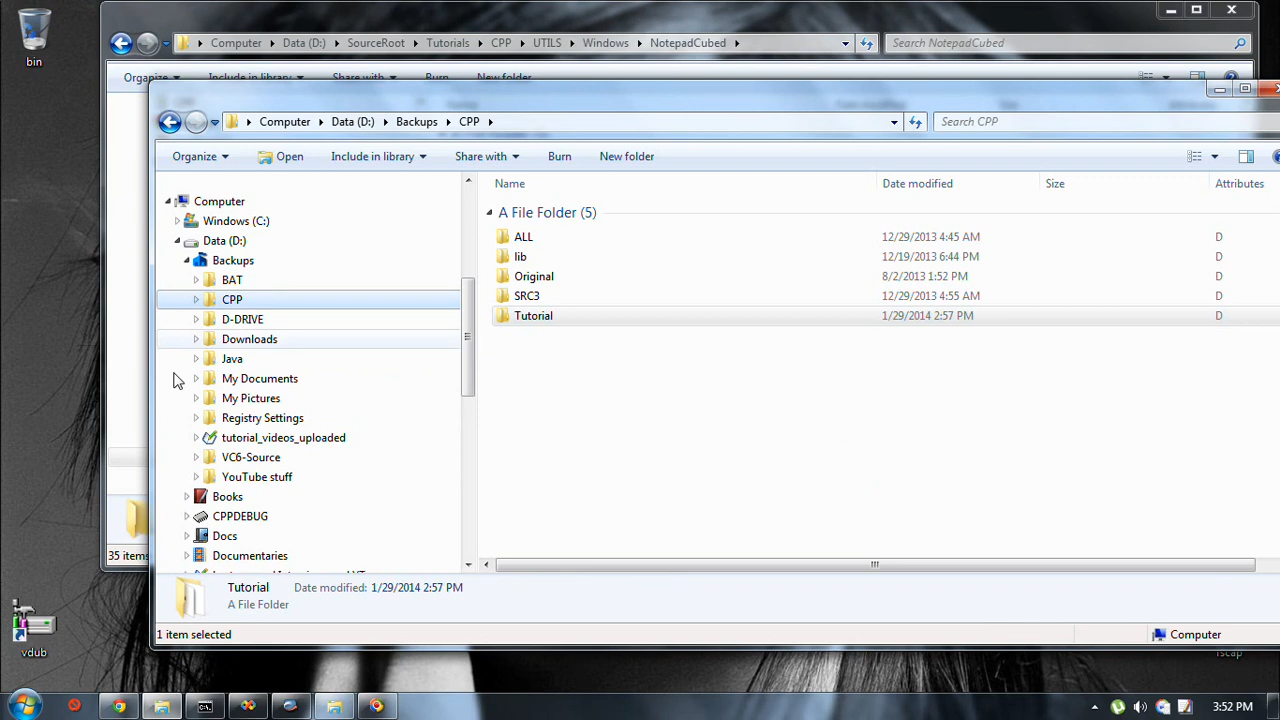 bin
Computer Data (D:) SourceRoot Tutorials CPP UTILS Windows NotepadCubed
Search NotepadCubed
Organize Include in library Share with Burn New folder
Computer Data (D:) Backups CPP
Search CPP
Organize Open Include in library Share with Burn New folder
Name Date modified Size Attributes
Computer
Windows (C:)
Data (D:)
Backups
BAT
CPP
D-DRIVE
Downloads
Java
My Documents
My Pictures
Registry Settings
tutorial_videos_uploaded
VC6-Source
YouTube stuff
Books
CPPDEBUG
Docs
Documentaries
A File Folder (5)
ALL 12/29/2013 4:45 AM D
lib 12/19/2013 6:44 PM D
Original 8/2/2013 1:52 PM D
SRC3 12/29/2013 4:55 AM D
Tutorial 1/29/2014 2:57 PM D
35 items
Tutorial Date modified: 1/29/2014 2:57 PM
A File Folder
1 item selected
Computer
vdub
3:52 PM